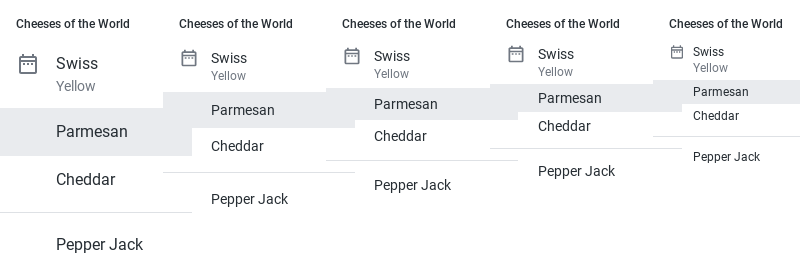 Cheeses of the World
Swiss
Yellow
Parmesan
Cheddar
Pepper Jack
Cheeses of the World
Swiss
Yellow
Parmesan
Cheddar
Pepper Jack
Cheeses of the World
Swiss
Yellow
Parmesan
Cheddar
Pepper Jack
Cheeses of the World
Swiss
Yellow
Parmesan
Cheddar
Pepper Jack
Cheeses of the World
Swiss
Yellow
Parmesan
Cheddar
Pepper Jack